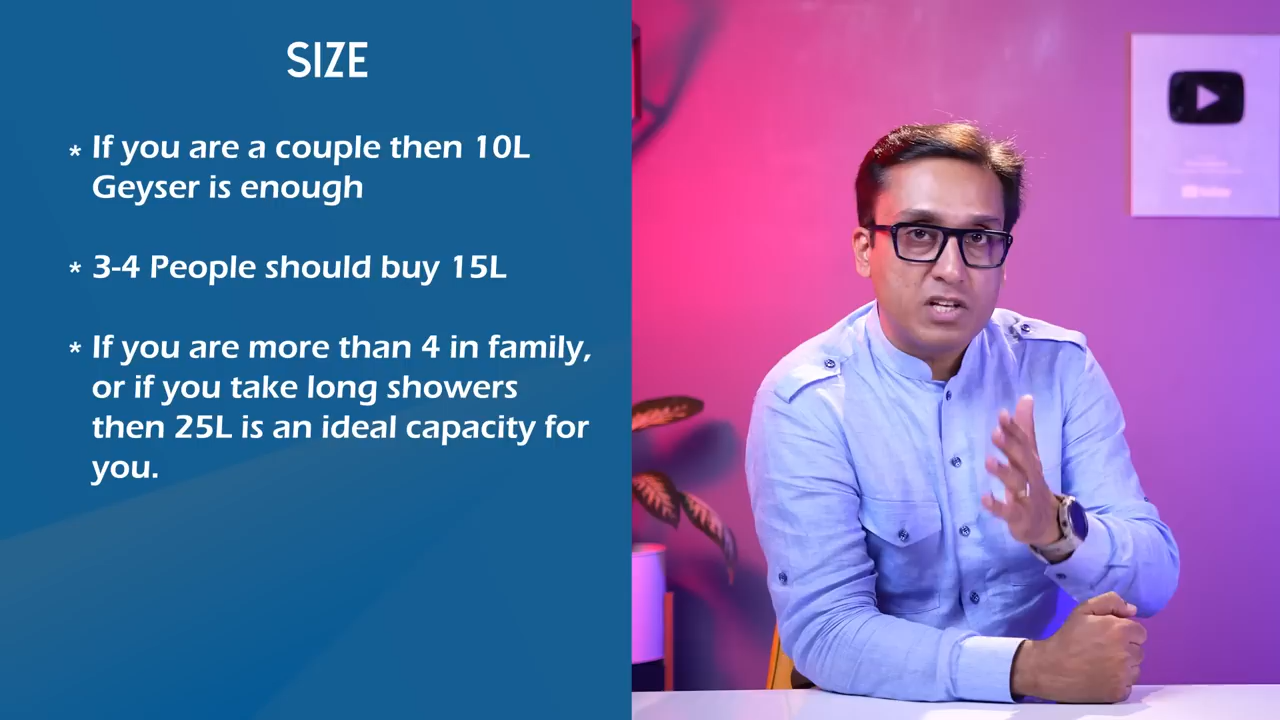 SIZE
* If you are a couple then 10L
Geyser is enough
* 3-4 People should buy 15L
* If you are more than 4 in family,
or if you take long showers
then 25L is an ideal capacity for
you.